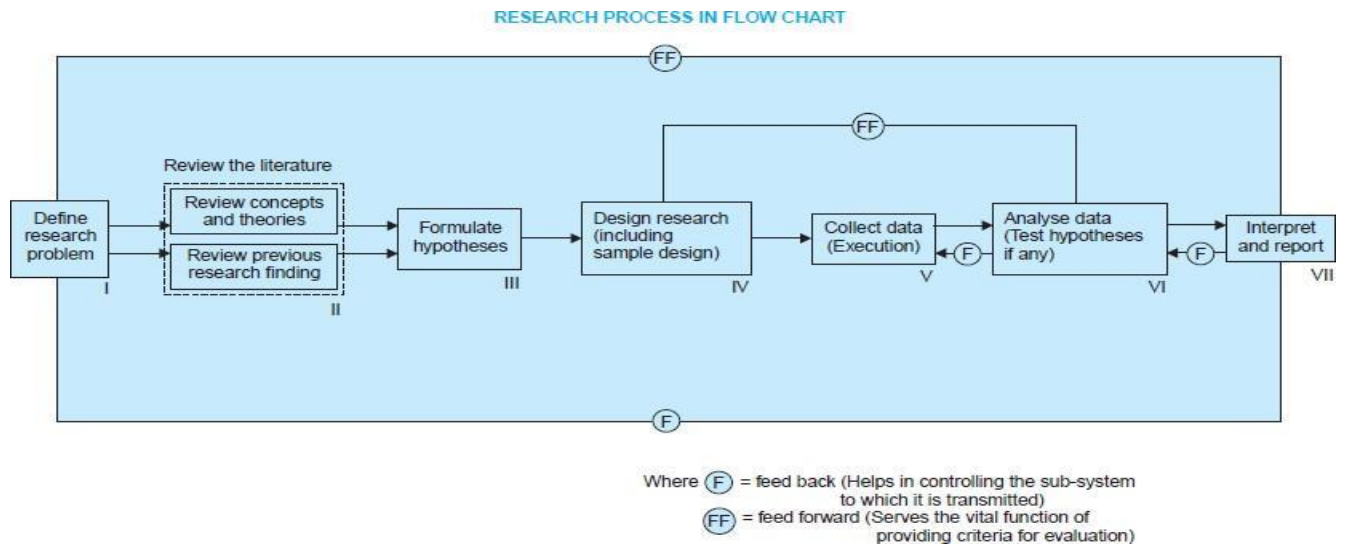 RESEARCH PROCESS IN FLOW CHART
FF
FF
Review the literature
Define
research
problem
I
Review concepts
and theories
Review previous
research finding
II
Formulate
hypotheses
III
Design research
(including
sample design)
IV
Collect data
(Execution)
V
F
Analyse data
(Test hypotheses
if any)
VI
F
Interpret
and report
VII
F
Where F = feed back (Helps in controlling the sub-system
to which it is transmitted)
FF = feed forward (Serves the vital function of
providing criteria for evaluation)